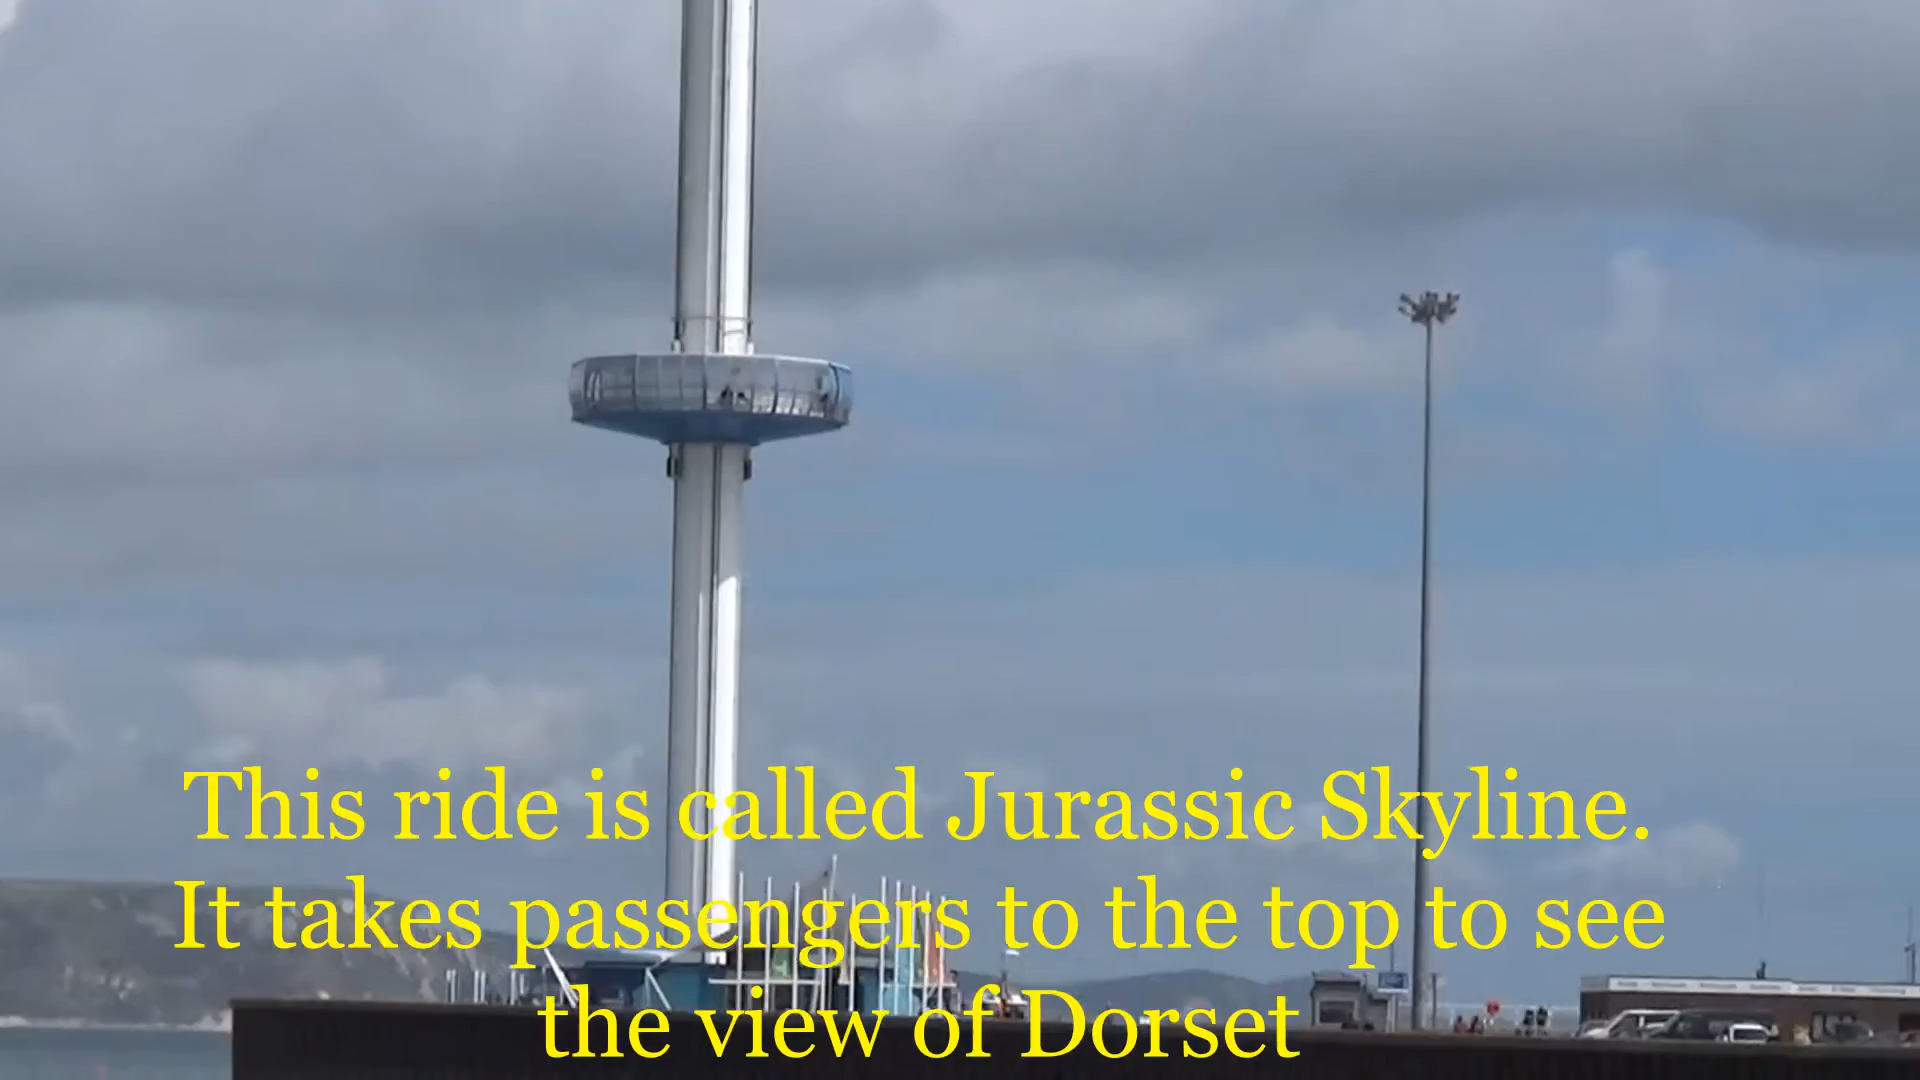 This ride is called Jurassic Skyline.
It takes passengers to the top to see
the view of Dorset